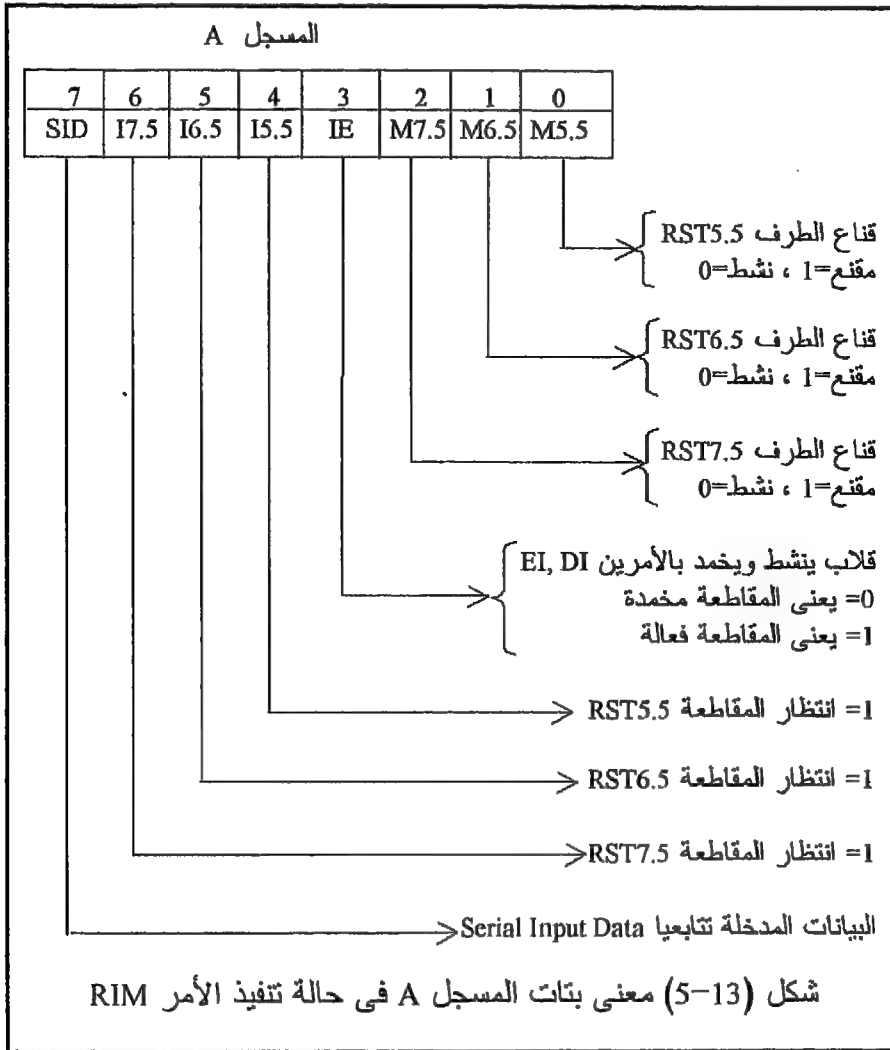 المسجل A
7 6 5 4 3 2 1 0
SID I7.5 I6.5 I5.5 IE M7.5 M6.5 M5.5
قناع الطرف RST5.5
مقنع=1 ، نشط=0
قناع الطرف RST6.5
مقنع=1 ، نشط=0
قناع الطرف RST7.5
مقنع=1 ، نشط=0
قلاب ينشط ويخمد بالأمرين EI, DI
0= يعنى المقاطعة مخمدة
1= يعنى المقاطعة فعالة
1= انتظار المقاطعة RST5.5
1= انتظار المقاطعة RST6.5
1= انتظار المقاطعة RST7.5
البيانات المدخلة تتابعيا Serial Input Data
شكل (5-13) معنى بتات المسجل A فى حالة تنفيذ الأمر RIM